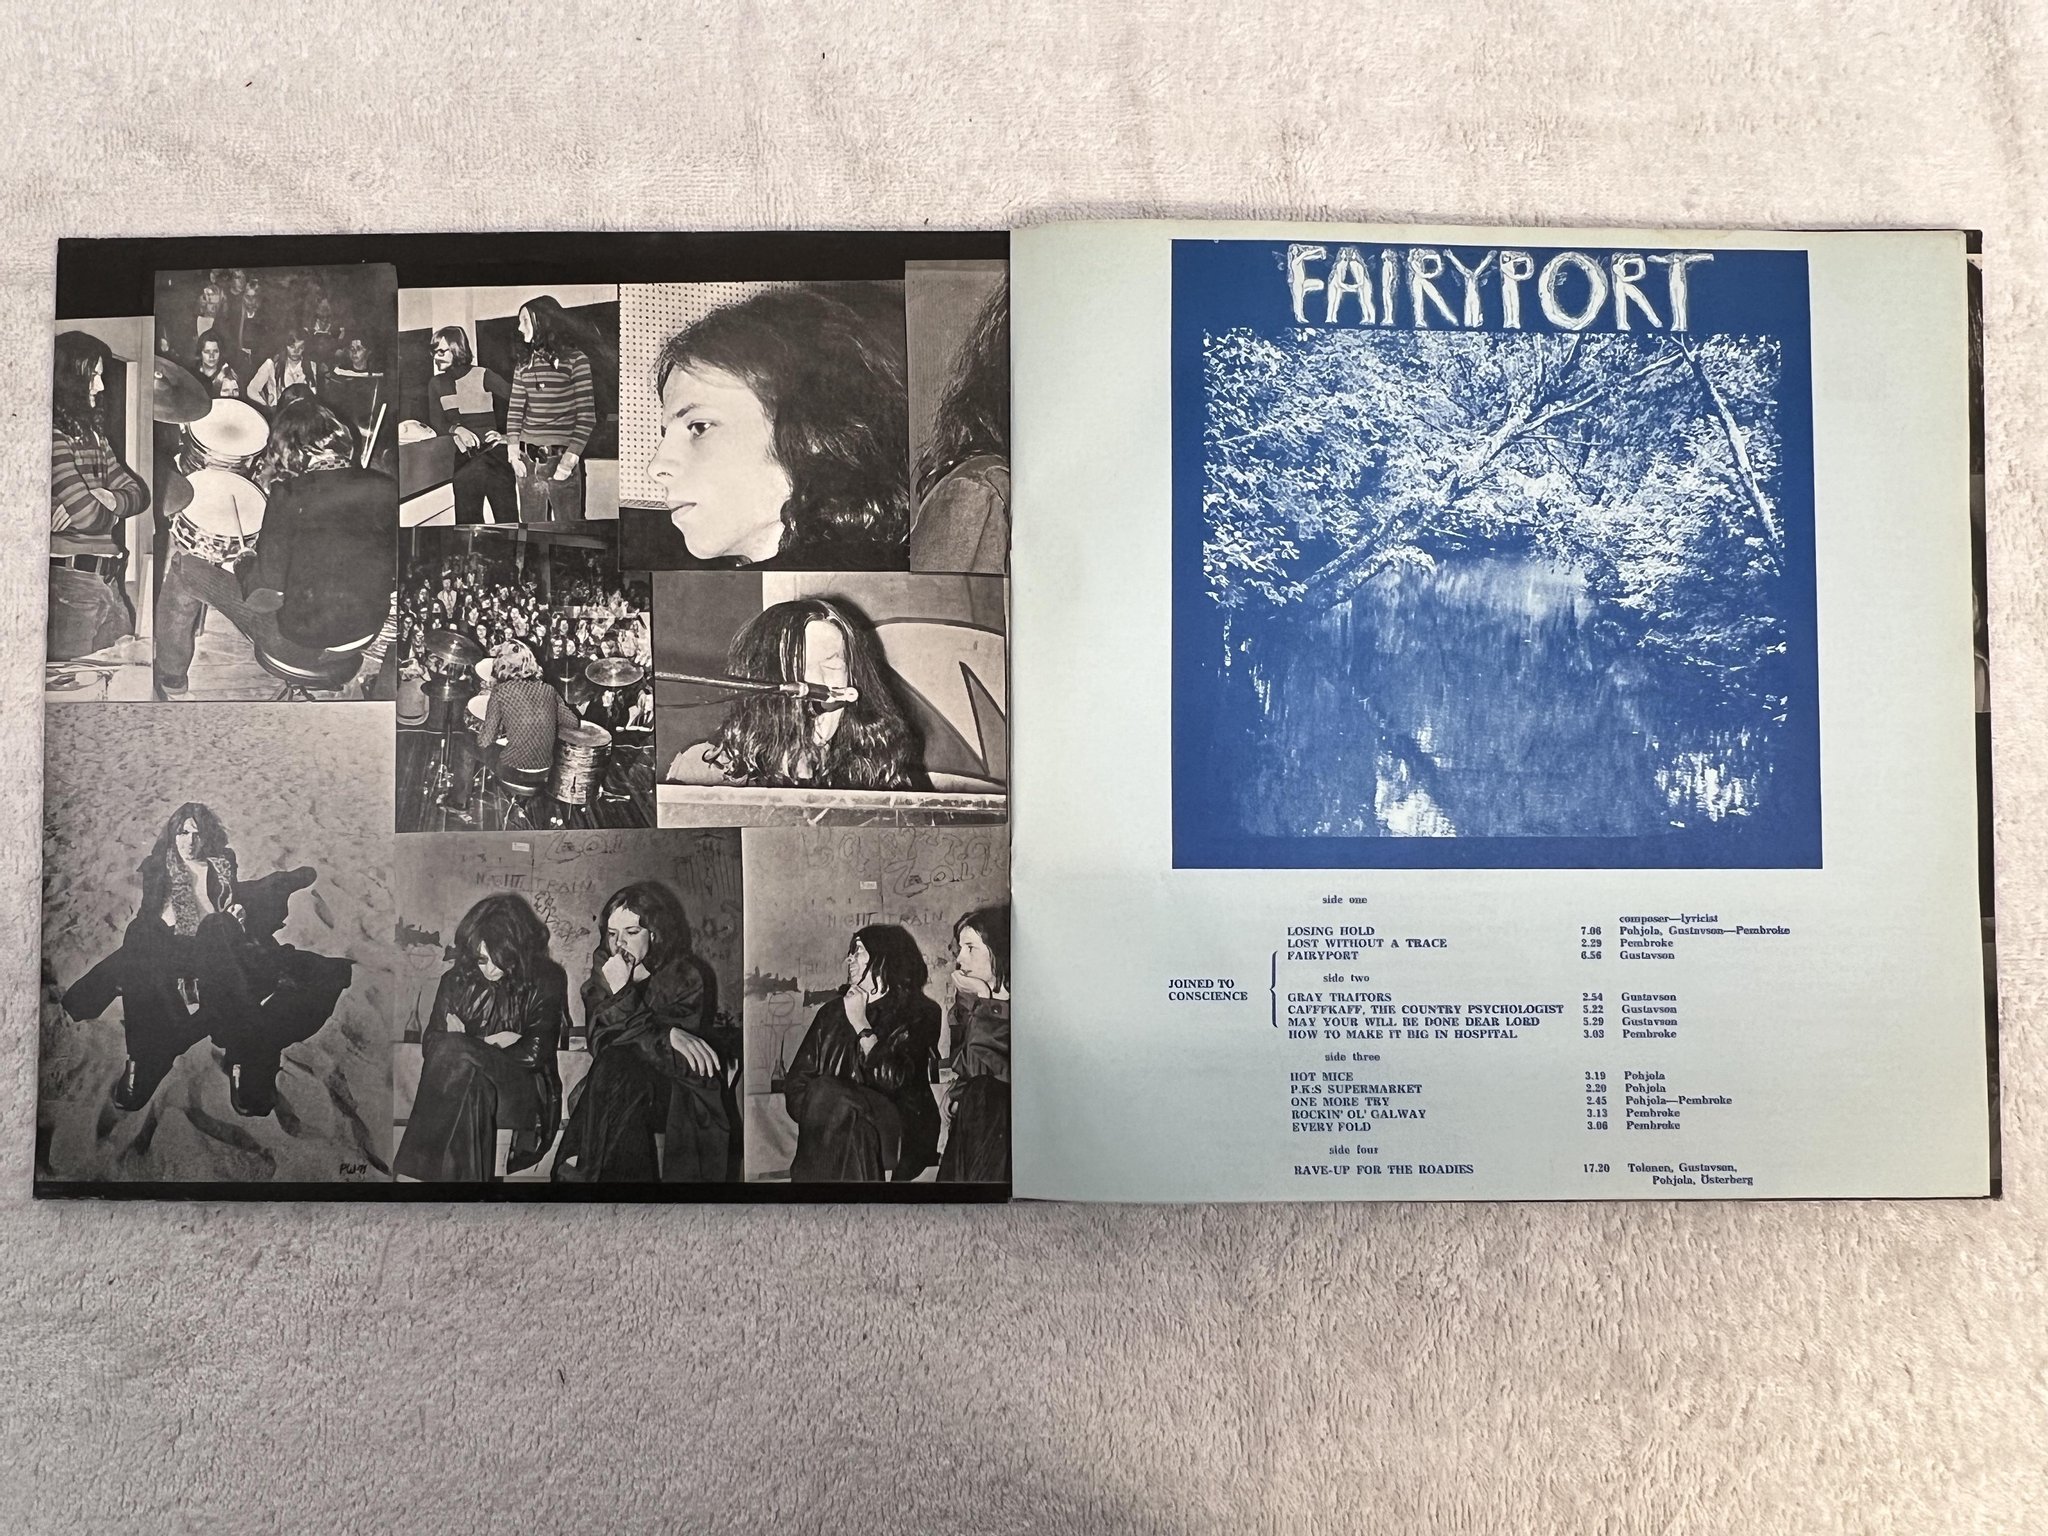 NIGHT TRAIN
NIGHT TRAIN
PW-71
FAIRYPORT
side one
composer—lyricist
LOSING HOLD 7.06 Pohjola, Gustavson—Pembroke
LOST WITHOUT A TRACE 2.29 Pembroke
FAIRYPORT 6.56 Gustavson
side two
JOINED TO
CONSCIENCE
GRAY TRAITORS 2.54 Gustavson
CAFFFKAFF, THE COUNTRY PSYCHOLOGIST 5.22 Gustavson
MAY YOUR WILL BE DONE DEAR LORD 5.29 Gustavson
HOW TO MAKE IT BIG IN HOSPITAL 3.03 Pembroke
side three
HOT MICE 3.19 Pohjola
P.K:S SUPERMARKET 2.20 Pohjola
ONE MORE TRY 2.45 Pohjola—Pembroke
ROCKIN' OL' GALWAY 3.13 Pembroke
EVERY FOLD 3.06 Pembroke
side four
RAVE-UP FOR THE ROADIES 17.20 Tolonen, Gustavson,
Pohjola, Österberg